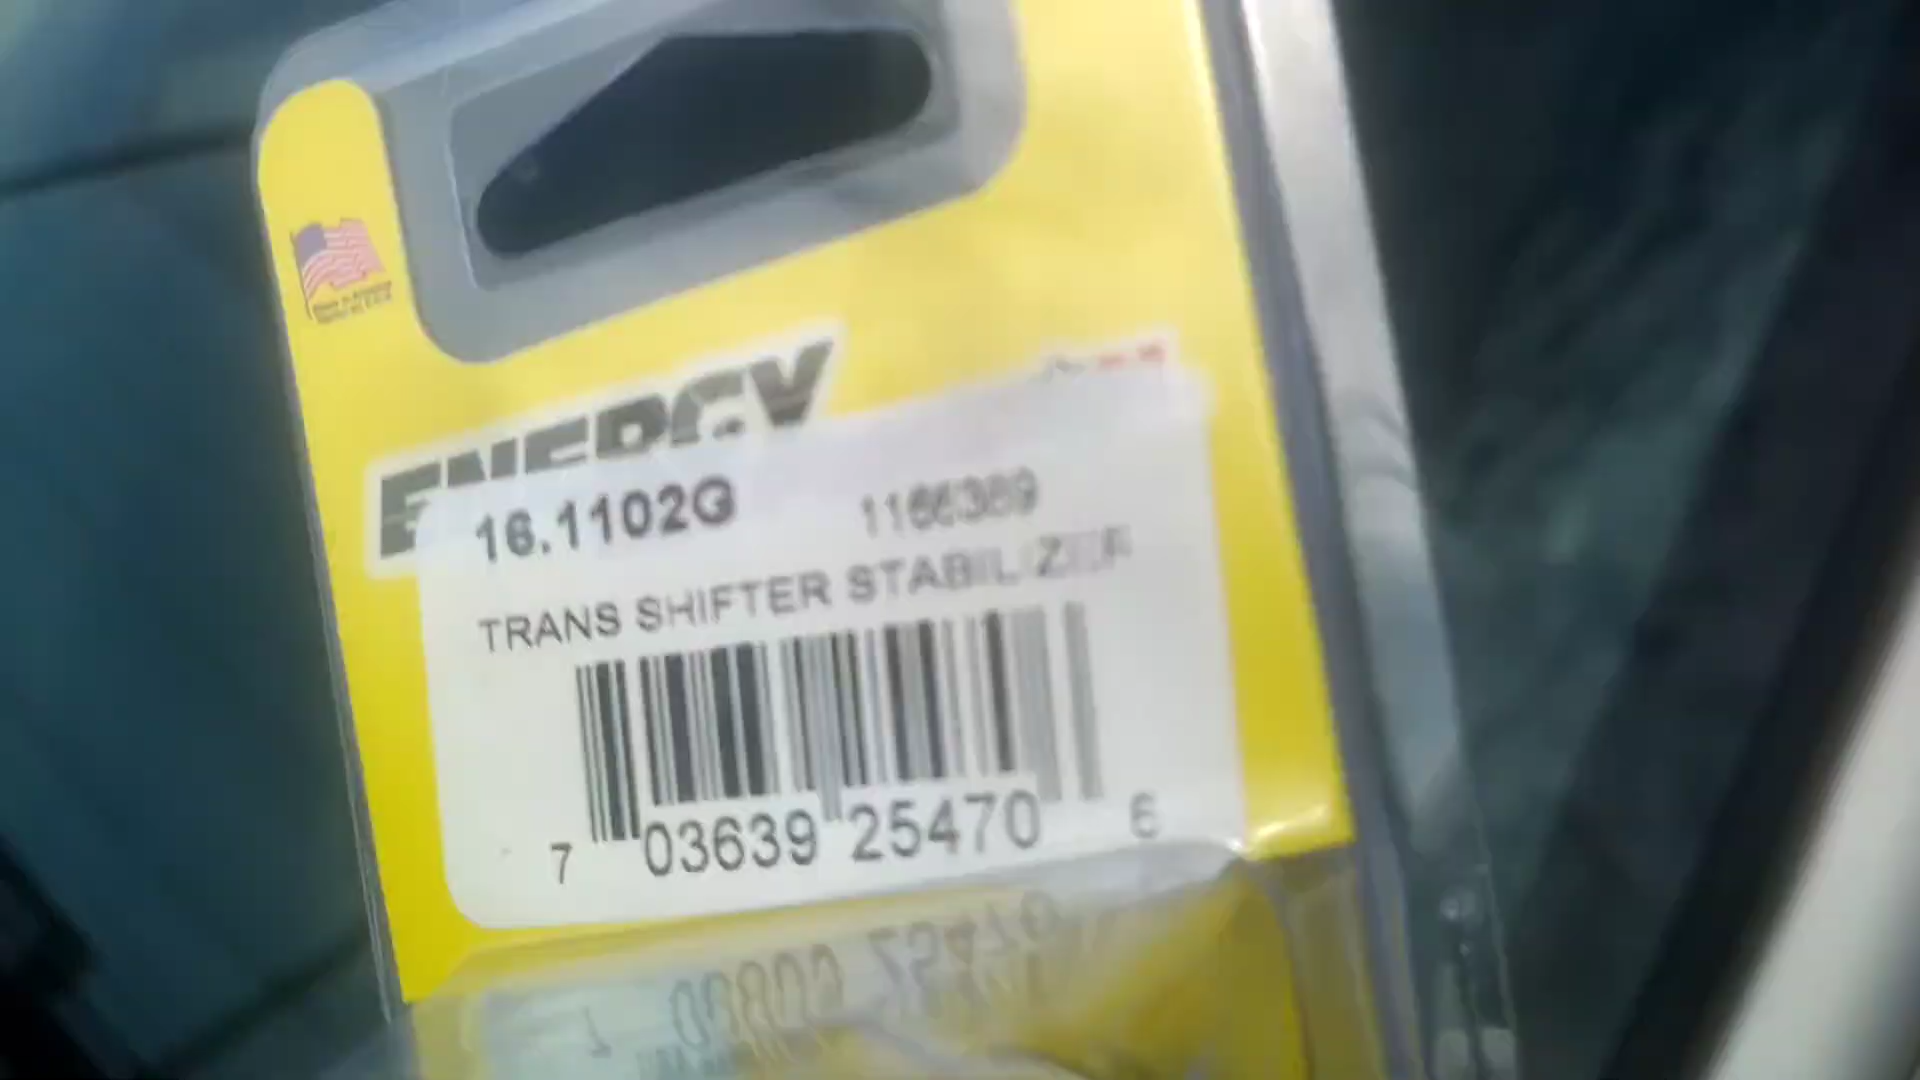 ENERGY
16.1102G 1166389
TRANS SHIFTER STABILIZER
7 03639 25470 6